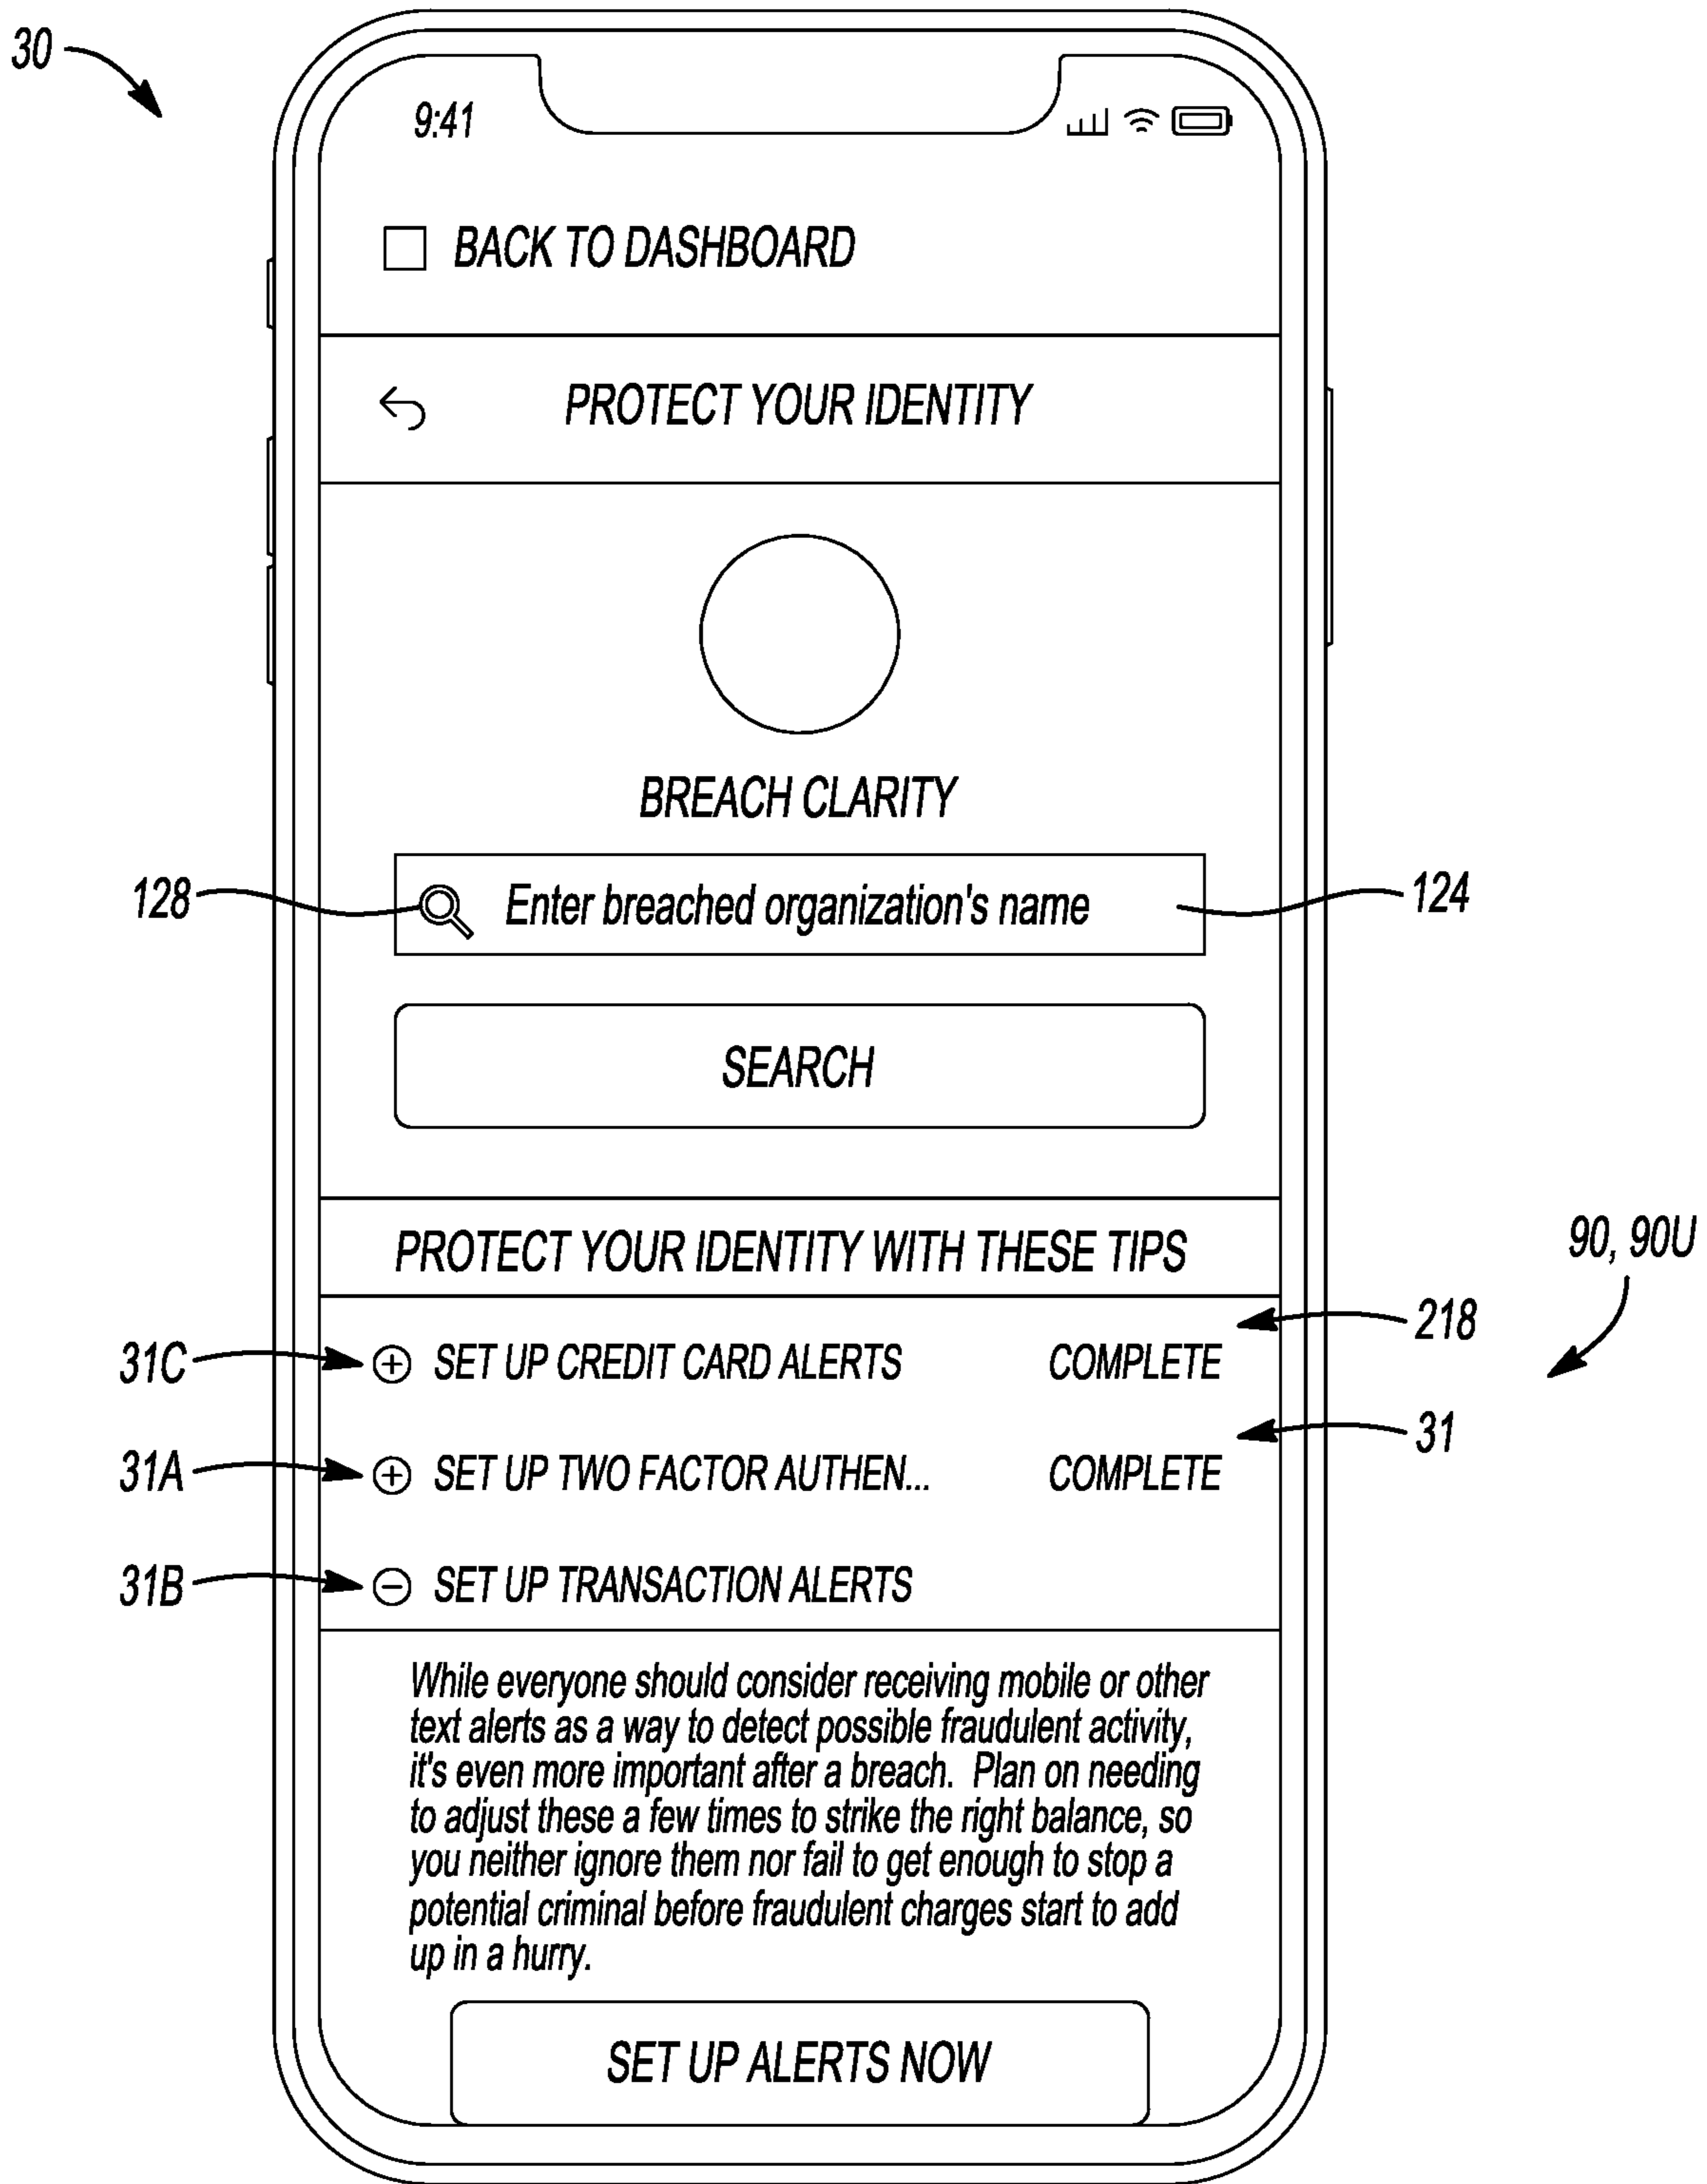 30
9:41
BACK TO DASHBOARD
PROTECT YOUR IDENTITY
BREACH CLARITY
128
Enter breached organization's name
124
SEARCH
PROTECT YOUR IDENTITY WITH THESE TIPS
90, 90U
218
31C
SET UP CREDIT CARD ALERTS COMPLETE
31
31A
SET UP TWO FACTOR AUTHEN... COMPLETE
31B
SET UP TRANSACTION ALERTS
While everyone should consider receiving mobile or other
text alerts as a way to detect possible fraudulent activity,
it's even more important after a breach. Plan on needing
to adjust these a few times to strike the right balance, so
you neither ignore them nor fail to get enough to stop a
potential criminal before fraudulent charges start to add
up in a hurry.
SET UP ALERTS NOW